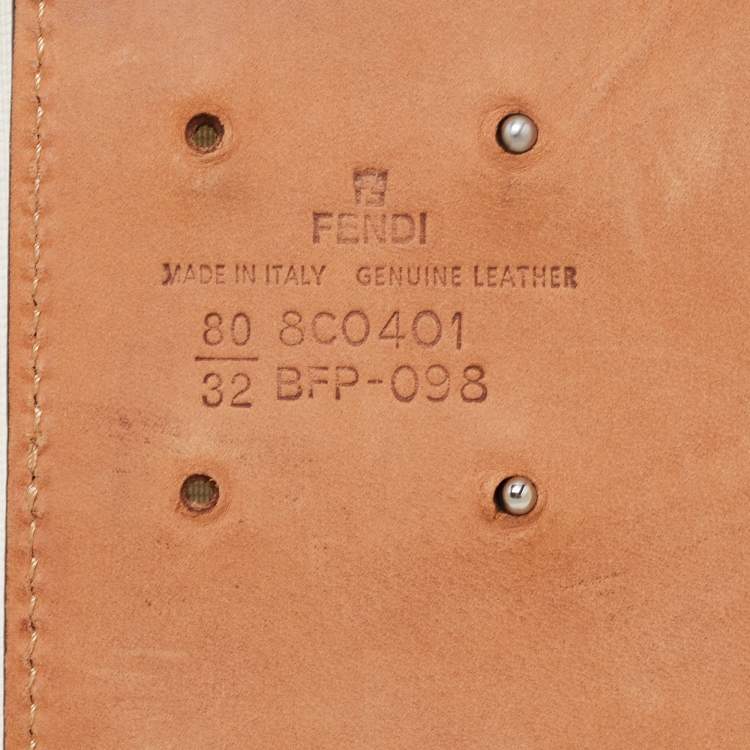 FENDI
MADE IN ITALY GENUINE LEATHER
80 8C0401
32 BFP-098